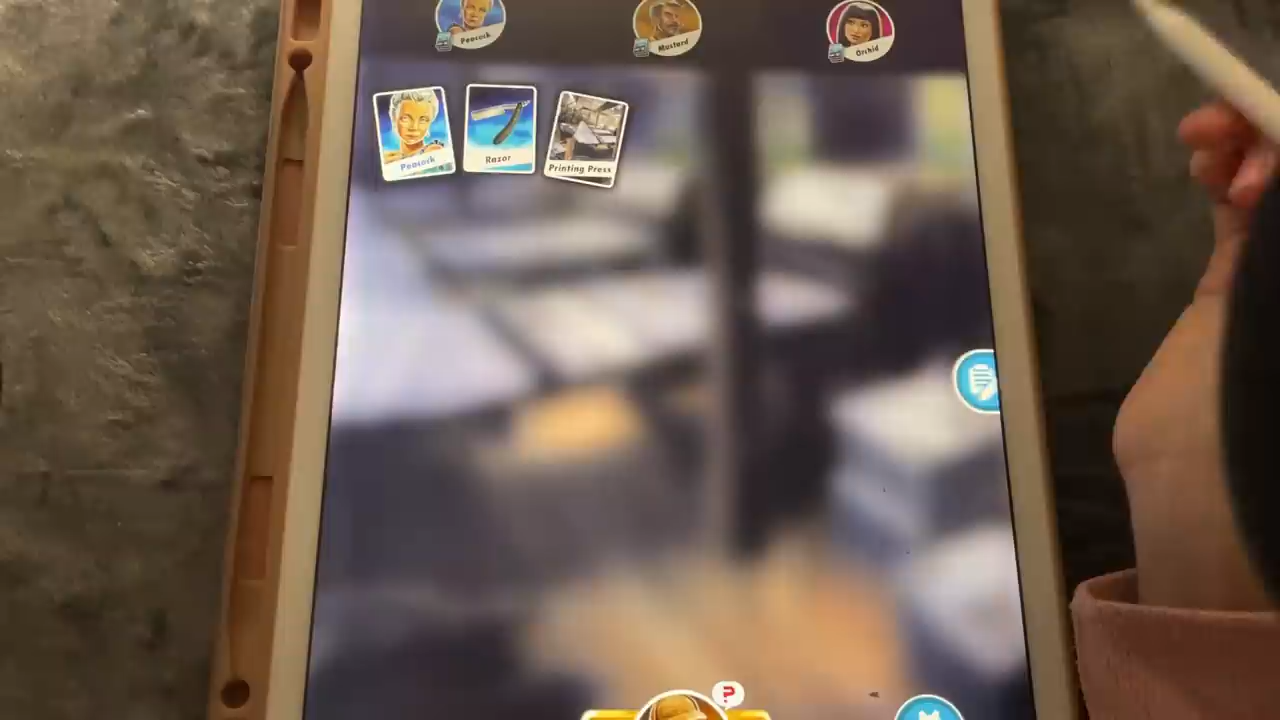 Peacock
Mustard
Orchid
Peacock
Razor
Printing Press
?